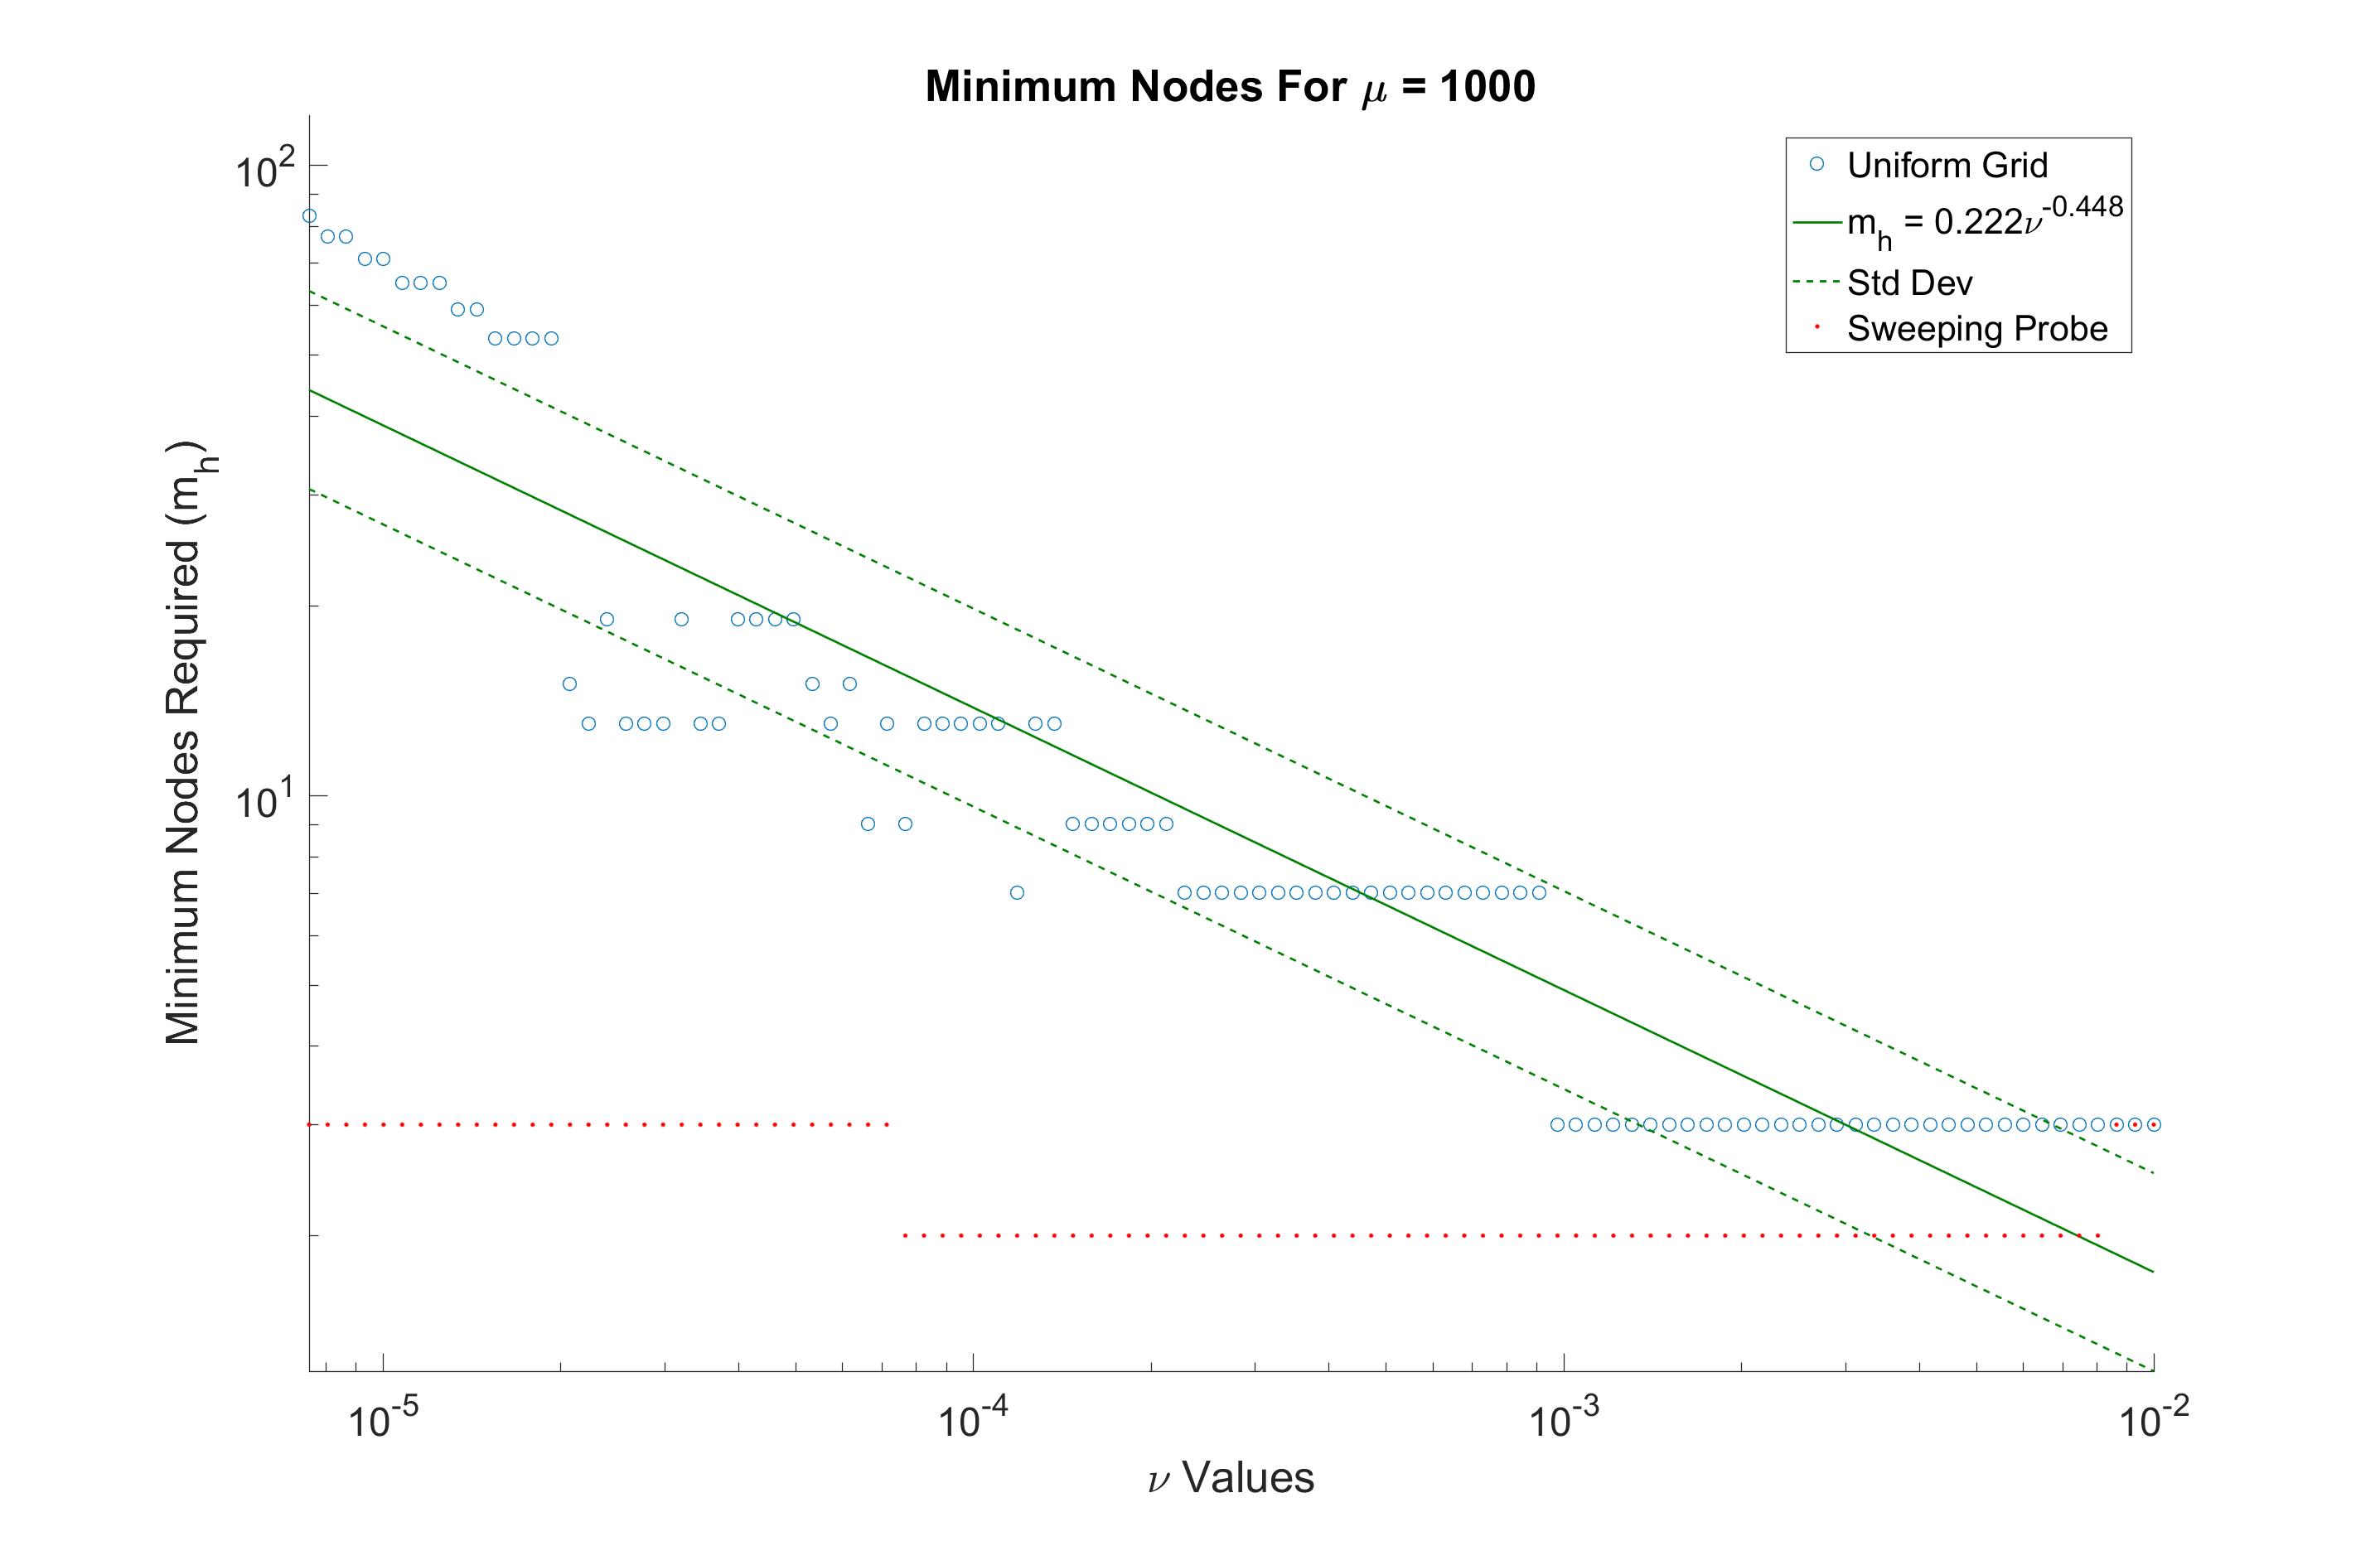 Minimum Nodes For μ = 1000
Uniform Grid
m_h = 0.222ν^-0.448
Std Dev
Sweeping Probe
Minimum Nodes Required (m_h)
10^2
10^1
10^-5 10^-4 10^-3 10^-2
ν Values